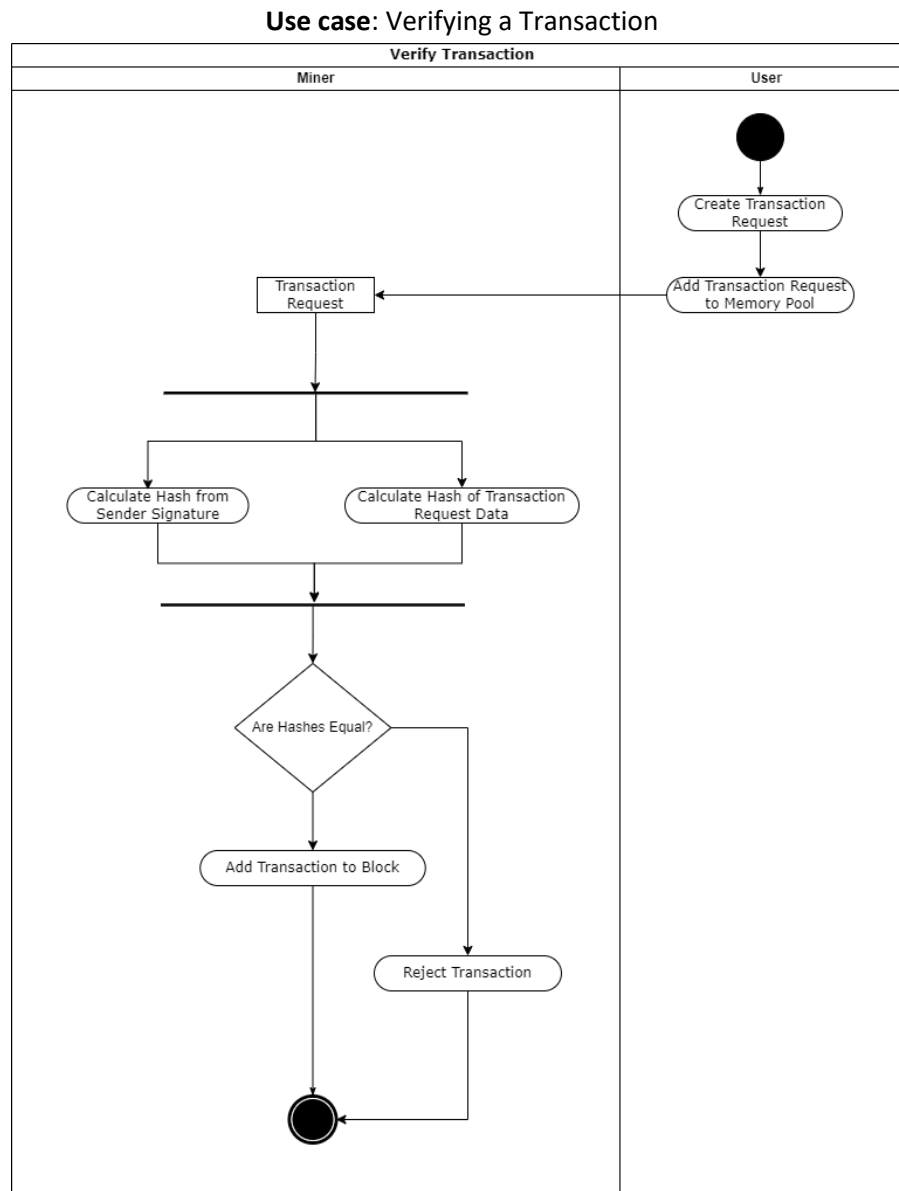 Use case: Verifying a Transaction
Verify Transaction
Miner
User
Create Transaction
Request
Add Transaction Request
to Memory Pool
Transaction
Request
Calculate Hash from
Sender Signature
Calculate Hash of Transaction
Request Data
Are Hashes Equal?
Add Transaction to Block
Reject Transaction